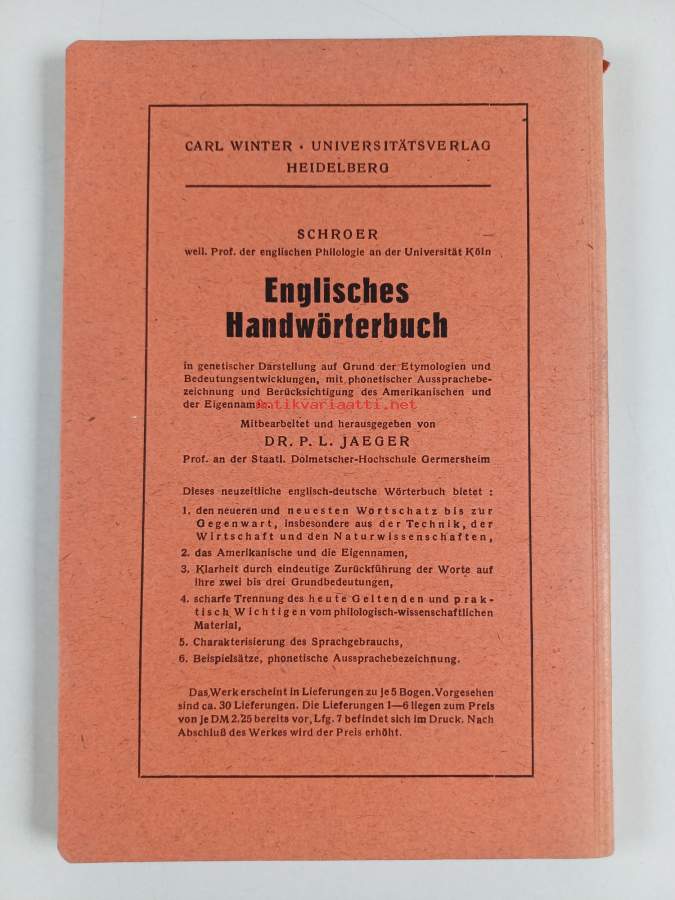 CARL WINTER · UNIVERSITÄTSVERLAG
HEIDELBERG
SCHROER
weil. Prof. der englischen Philologie an der Universität Köln
Englisches
Handwörterbuch
in genetischer Darstellung auf Grund der Etymologien und
Bedeutungsentwicklungen, mit phonetischer Aussprachebe-
zeichnung und Berücksichtigung des Amerikanischen und
der Eigennamen.
antikvariaatti.net
Mitbearbeitet und herausgegeben von
DR. P. L. JAEGER
Prof. an der Staatl. Dolmetscher-Hochschule Germersheim
Dieses neuzeitliche englisch-deutsche Wörterbuch bietet :
1. den neueren und neuesten Wortschatz bis zur
Gegenwart, insbesondere aus der Technik, der
Wirtschaft und den Naturwissenschaften,
2. das Amerikanische und die Eigennamen,
3. Klarheit durch eindeutige Zurückführung der Worte auf
ihre zwei bis drei Grundbedeutungen,
4. scharfe Trennung des heute Geltenden und prak-
tisch Wichtigen vom philologisch-wissenschaftlichen
Material,
5. Charakterisierung des Sprachgebrauchs,
6. Beispielsätze, phonetische Aussprachebezeichnung.
Das Werk erscheint in Lieferungen zu je 5 Bogen. Vorgesehen
sind ca. 30 Lieferungen. Die Lieferungen 1—6 liegen zum Preis
von je DM 2.25 bereits vor, Lfg. 7 befindet sich im Druck. Nach
Abschluß des Werkes wird der Preis erhöht.